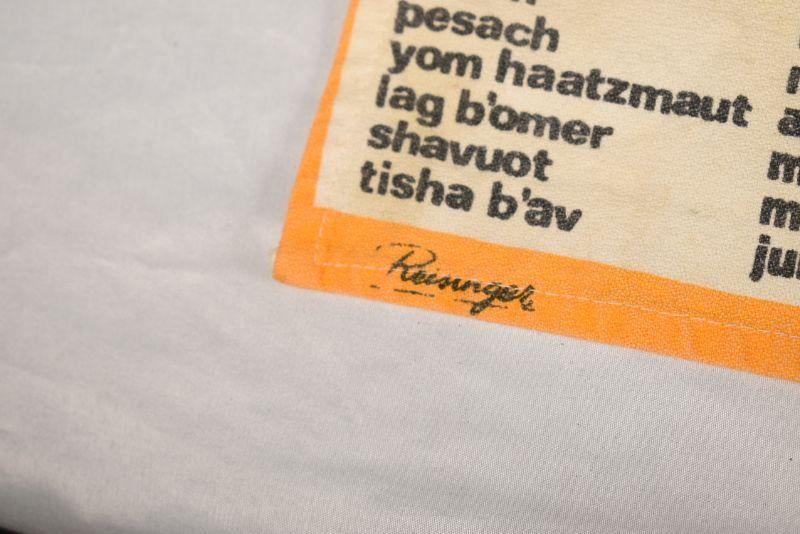 pesach
yom haatzmaut
lag b'omer
shavuot
tisha b'av
Reisinger